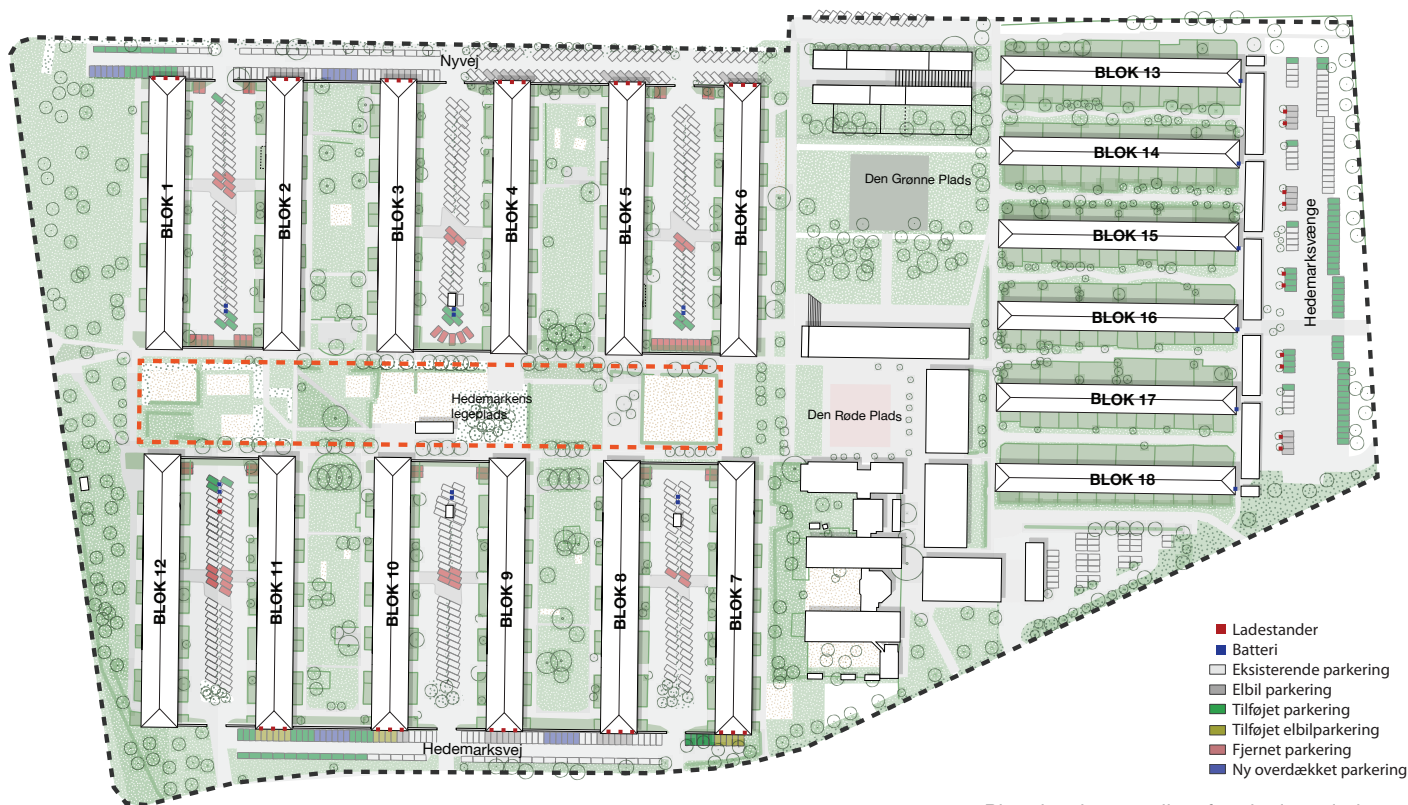 Nyvej
BLOK 1
BLOK 2
BLOK 3
BLOK 4
BLOK 5
BLOK 6
BLOK 13
BLOK 14
BLOK 15
BLOK 16
BLOK 17
BLOK 18
Den Grønne Plads
Hedemarksvænge
Hedemarkens
legeplads
Den Røde Plads
BLOK 12
BLOK 11
BLOK 10
BLOK 9
BLOK 8
BLOK 7
Hedemarksvej
Ladestander
Batteri
Eksisterende parkering
Elbil parkering
Tilføjet parkering
Tilføjet elbilparkering
Fjernet parkering
Ny overdækket parkering